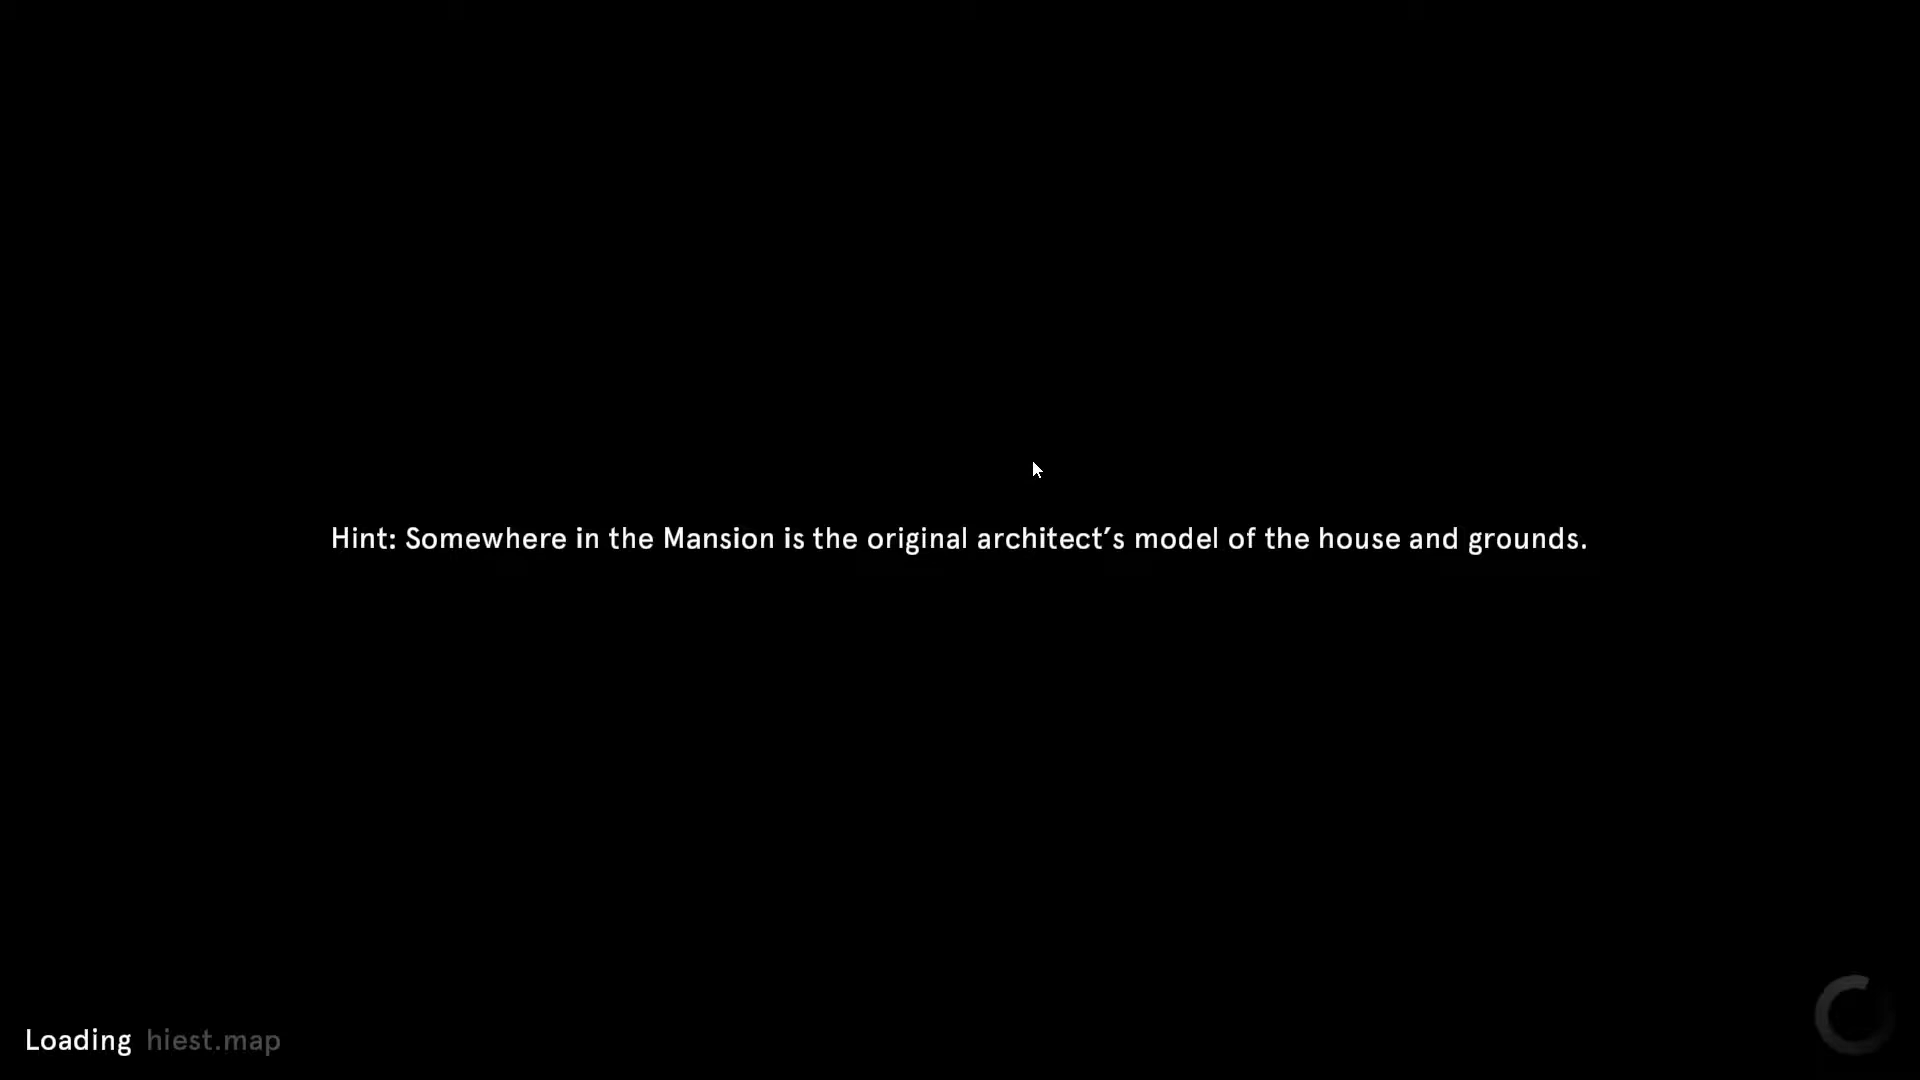 Hint: Somewhere in the Mansion is the original architect’s model of the house and grounds.
Loading hiest.map